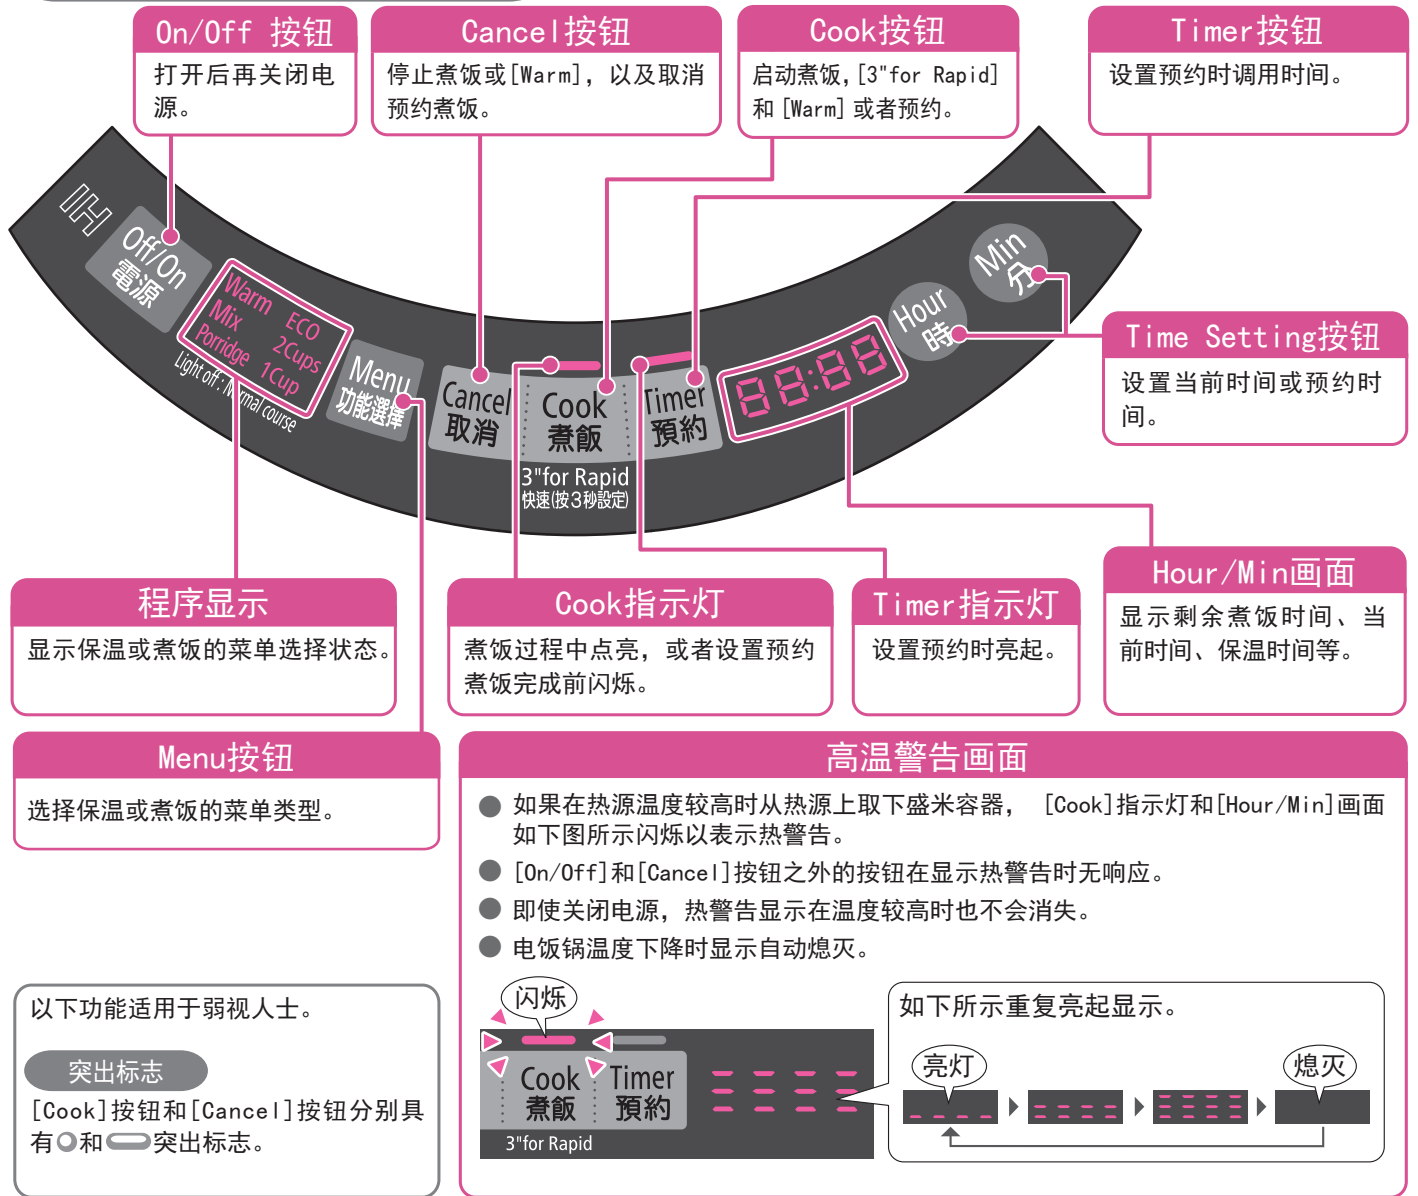 On/Off 按钮
打开后再关闭电
源。
Cancel按钮
停止煮饭或[Warm], 以及取消
预约煮饭。
Cook按钮
启动煮饭,[3"for Rapid]
和 [Warm] 或者预约。
Timer按钮
设置预约时调用时间。
IH
Off/On
電源
Warm ECO
Mix 2Cups
Porridge 1Cup
Light off : Normal course
Menu
功能選擇
Cancel
取消
Cook
煮飯
3"for Rapid
快速(按3秒設定)
Timer
預約
88:88
Hour
時
Min
分
Time Setting按钮
设置当前时间或预约时
间。
Hour/Min画面
显示剩余煮饭时间、当
前时间、保温时间等。
程序显示
显示保温或煮饭的菜单选择状态。
Cook指示灯
煮饭过程中点亮，或者设置预约
煮饭完成前闪烁。
Timer指示灯
设置预约时亮起。
Menu按钮
选择保温或煮饭的菜单类型。
高温警告画面
● 如果在热源温度较高时从热源上取下盛米容器， [Cook]指示灯和[Hour/Min]画面
如下图所示闪烁以表示热警告。
● [On/Off]和[Cancel]按钮之外的按钮在显示热警告时无响应。
● 即使关闭电源，热警告显示在温度较高时也不会消失。
● 电饭锅温度下降时显示自动熄灭。
闪烁
Cook
煮飯
Timer
預約
3"for Rapid
如下所示重复亮起显示。
亮灯
熄灭
以下功能适用于弱视人士。
突出标志
[Cook]按钮和[Cancel]按钮分别具
有和突出标志。